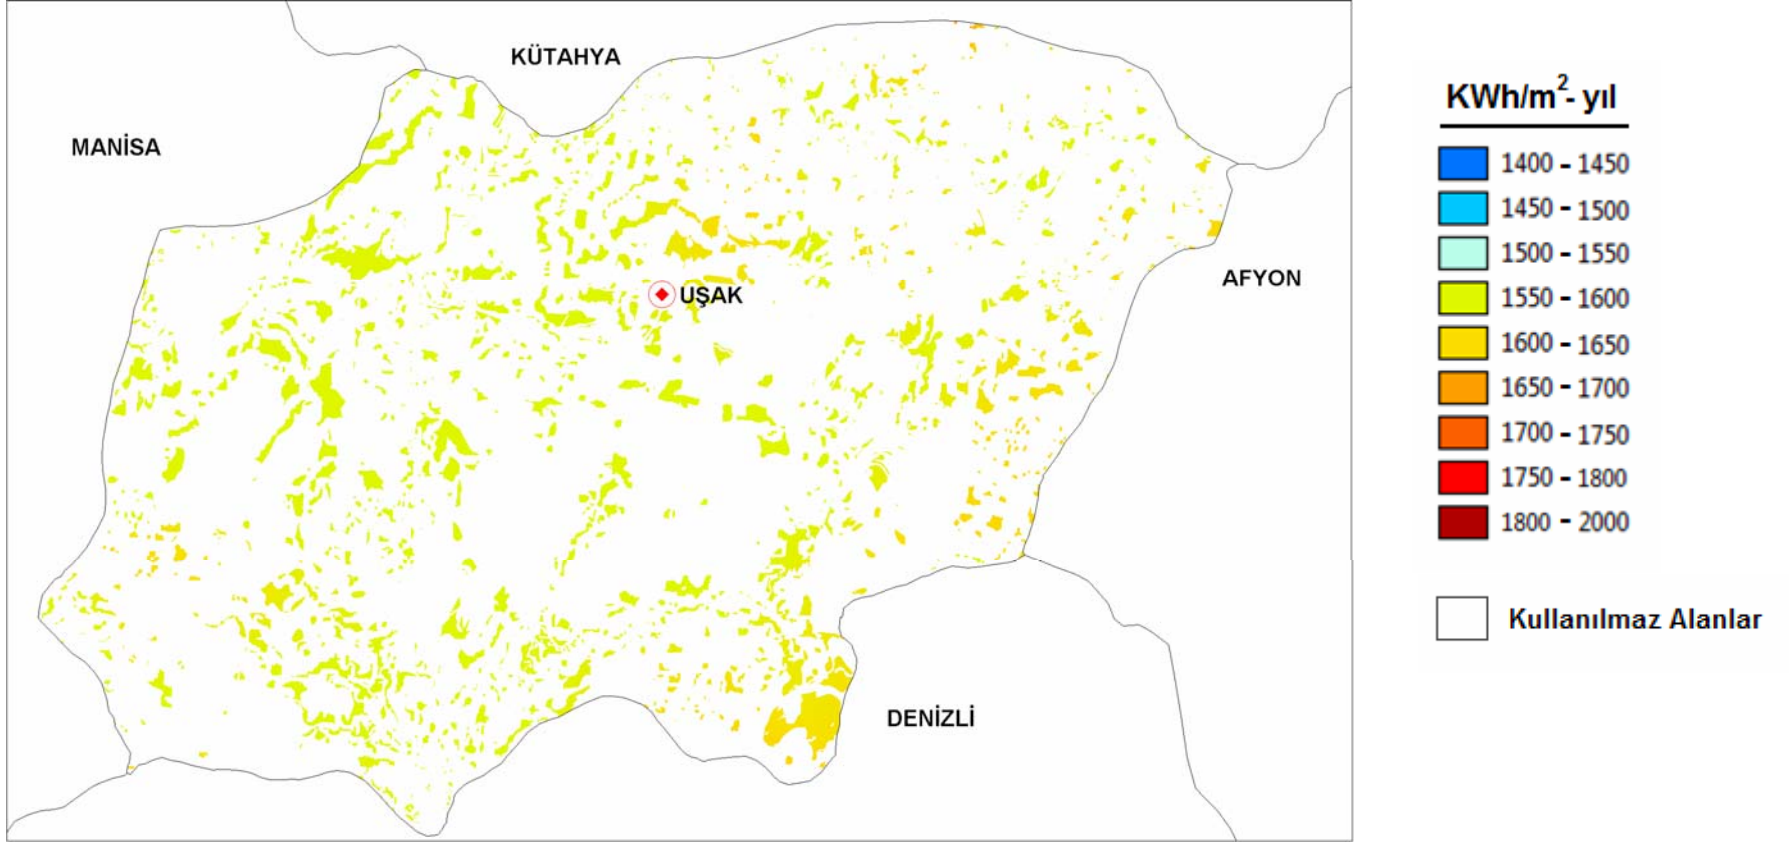 KÜTAHYA
MANİSA
UŞAK
AFYON
DENİZLİ
KWh/m²- yıl
1400 - 1450
1450 - 1500
1500 - 1550
1550 - 1600
1600 - 1650
1650 - 1700
1700 - 1750
1750 - 1800
1800 - 2000
Kullanılmaz Alanlar